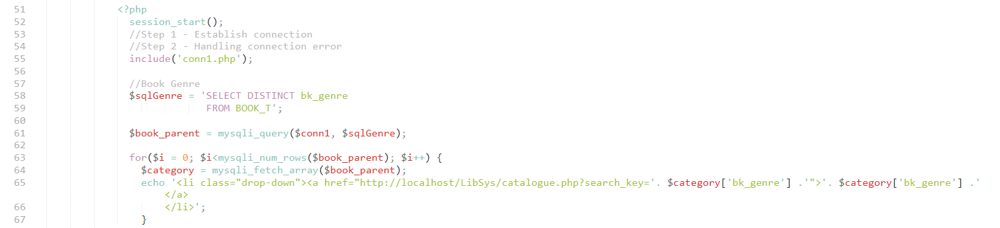 51 <?php
52 session_start();
53 //Step 1 - Establish connection
54 //Step 2 - Handling connection error
55 include('conn1.php');
56
57 //Book Genre
58 $sqlGenre = 'SELECT DISTINCT bk_genre
59 FROM BOOK_T';
60
61 $book_parent = mysqli_query($conn1, $sqlGenre);
62
63 for($i = 0; $i<mysqli_num_rows($book_parent); $i++) {
64 $category = mysqli_fetch_array($book_parent);
65 echo '<li class="drop-down"><a href="http://localhost/LibSys/catalogue.php?search_key='. $category['bk_genre'] .'">'. $category['bk_genre'] .'
</a>
66 </li>';
67 }